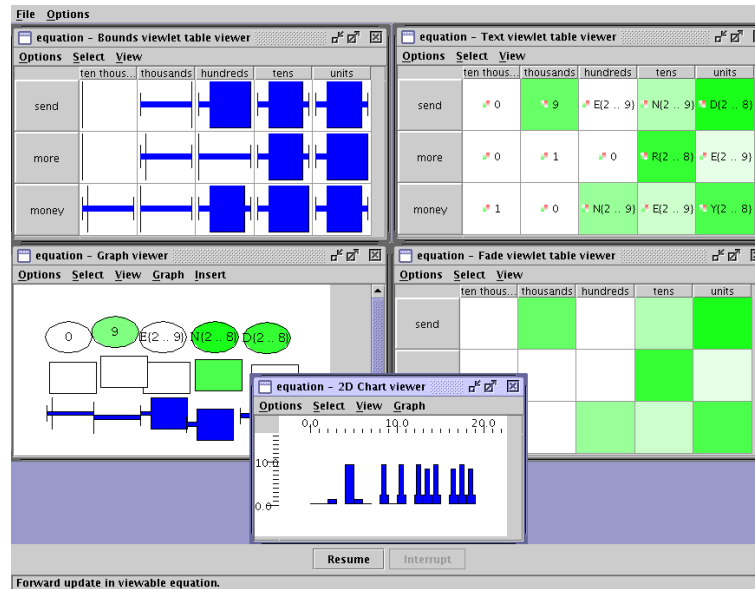 File Options
equation - Bounds viewlet table viewer
Options Select View
ten thous... thousands hundreds tens units
send
more
money
equation - Text viewlet table viewer
Options Select View
ten thous... thousands hundreds tens units
send 0 9 E{2 .. 9} N{2 .. 9} D{2 .. 8}
more 0 1 0 R{2 .. 8} E{2 .. 9}
money 1 0 N{2 .. 9} E{2 .. 9} Y{2 .. 8}
equation - Graph viewer
Options Select View Graph Insert
0 9 E{2 .. 9} N{2 .. 8} D{2 .. 8}
equation - Fade viewlet table viewer
Options Select View
ten thous... thousands hundreds tens units
send
equation - 2D Chart viewer
Options Select View Graph
0.0 10.0 20.0
10.0
0.0
Resume Interrupt
Forward update in viewable equation.